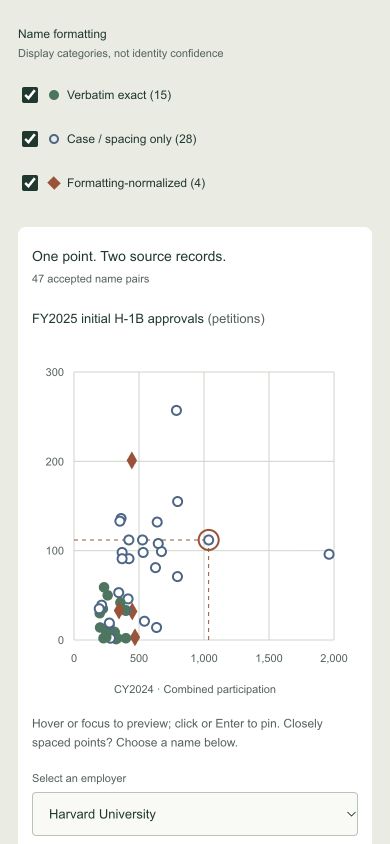 Name formatting
Display categories, not identity confidence
Verbatim exact (15)
Case / spacing only (28)
Formatting-normalized (4)
One point. Two source records.
47 accepted name pairs
FY2025 initial H-1B approvals (petitions)
300
200
100
0
0 500 1,000 1,500 2,000
CY2024 · Combined participation
Hover or focus to preview; click or Enter to pin. Closely
spaced points? Choose a name below.
Select an employer
Harvard University